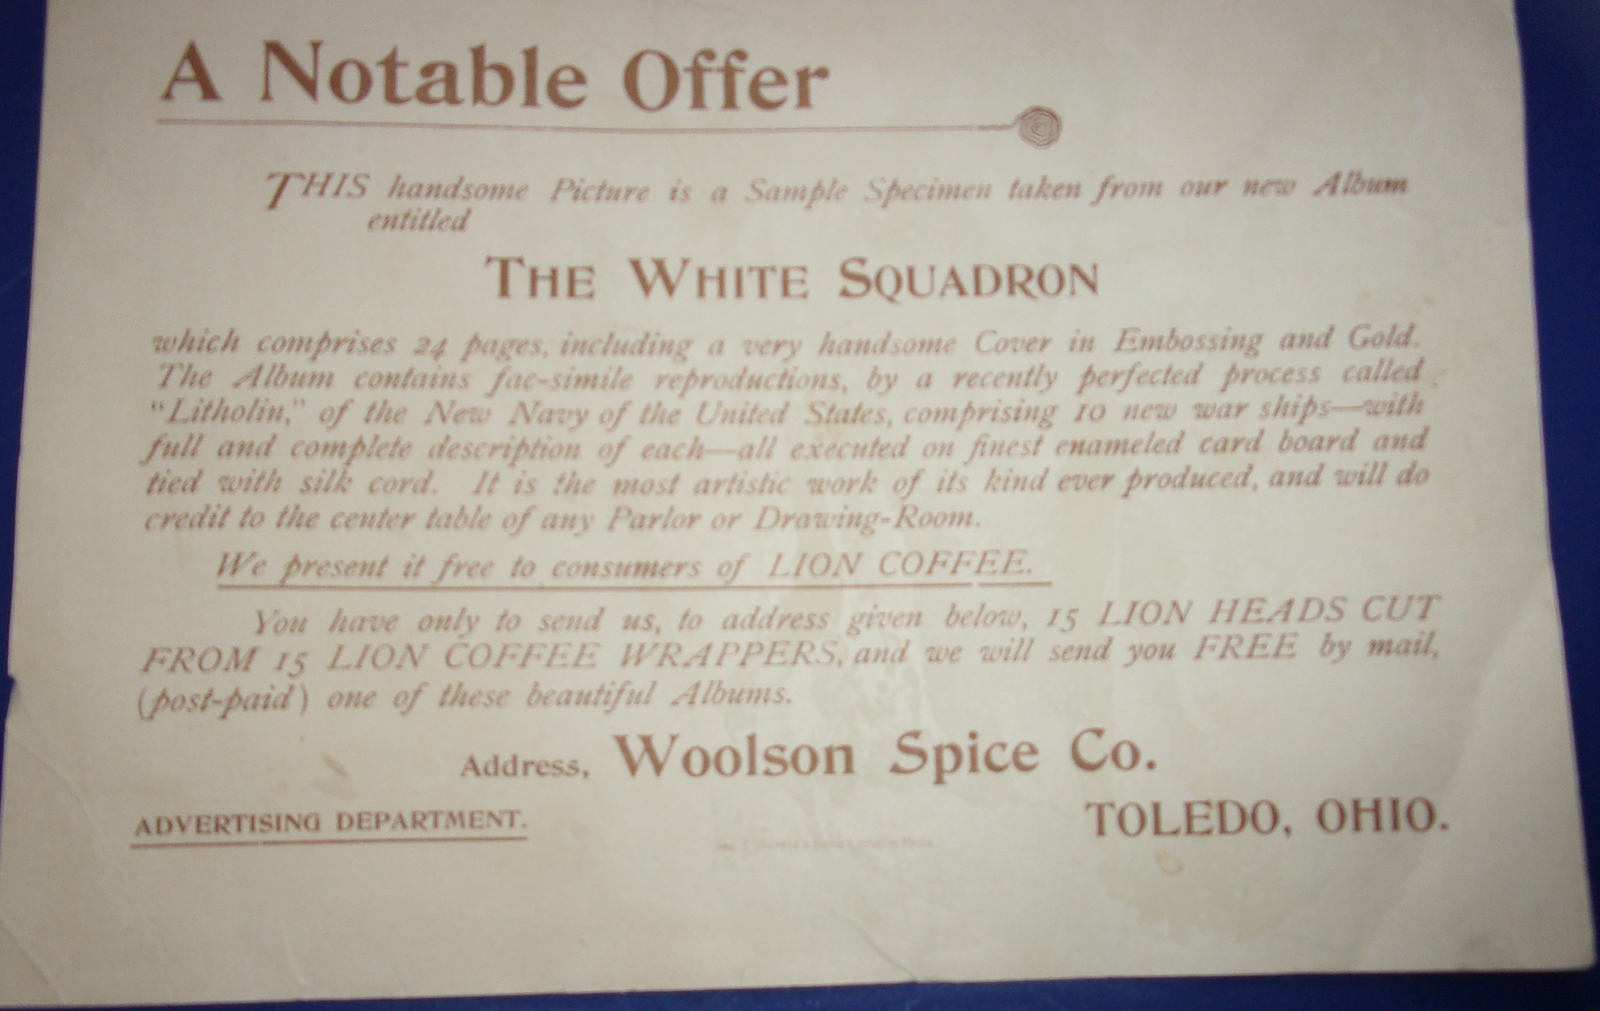 A Notable Offer
THIS handsome Picture is a Sample Specimen taken from our new Album
entitled
THE WHITE SQUADRON
which comprises 24 pages, including a very handsome Cover in Embossing and Gold.
The Album contains fac-simile reproductions, by a recently perfected process called
"Litholin," of the New Navy of the United States, comprising 10 new war ships—with
full and complete description of each—all executed on finest enameled card board and
tied with silk cord. It is the most artistic work of its kind ever produced, and will do
credit to the center table of any Parlor or Drawing-Room.
We present it free to consumers of LION COFFEE.
You have only to send us, to address given below, 15 LION HEADS CUT
FROM 15 LION COFFEE WRAPPERS, and we will send you FREE by mail,
(post-paid) one of these beautiful Albums.
Address, Woolson Spice Co.
ADVERTISING DEPARTMENT. TOLEDO, OHIO.